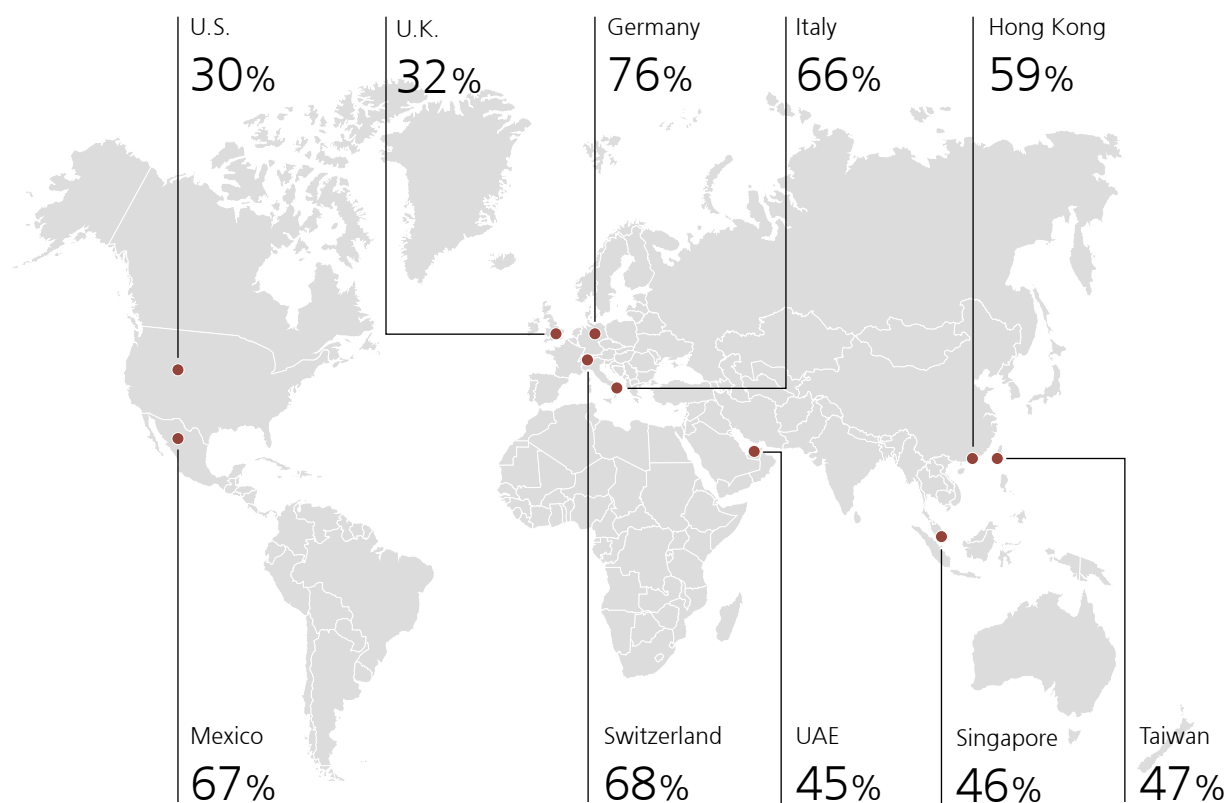 U.S.
30%
U.K.
32%
Germany
76%
Italy
66%
Hong Kong
59%
Mexico
67%
Switzerland
68%
UAE
45%
Singapore
46%
Taiwan
47%